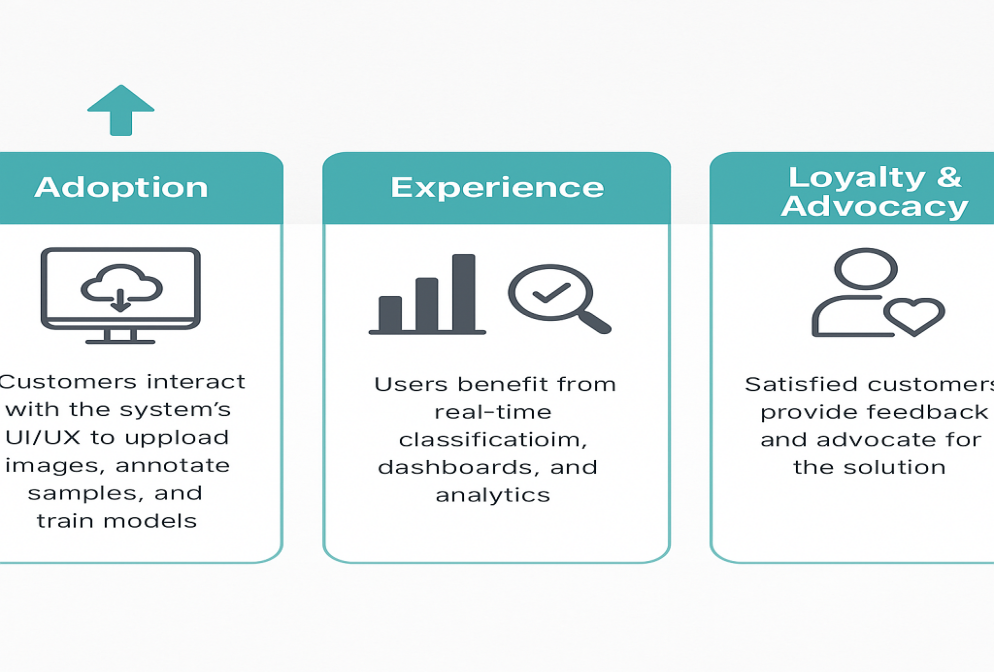 Adoption
Customers interact
with the system's
UI/UX to uppload
images, annotate
samples, and
train models
Experience
Users benefit from
real-time
classificatioim,
dashboards, and
analytics
Loyalty &
Advocacy
Satisfied customers
provide feedback
and advocate for
the solution